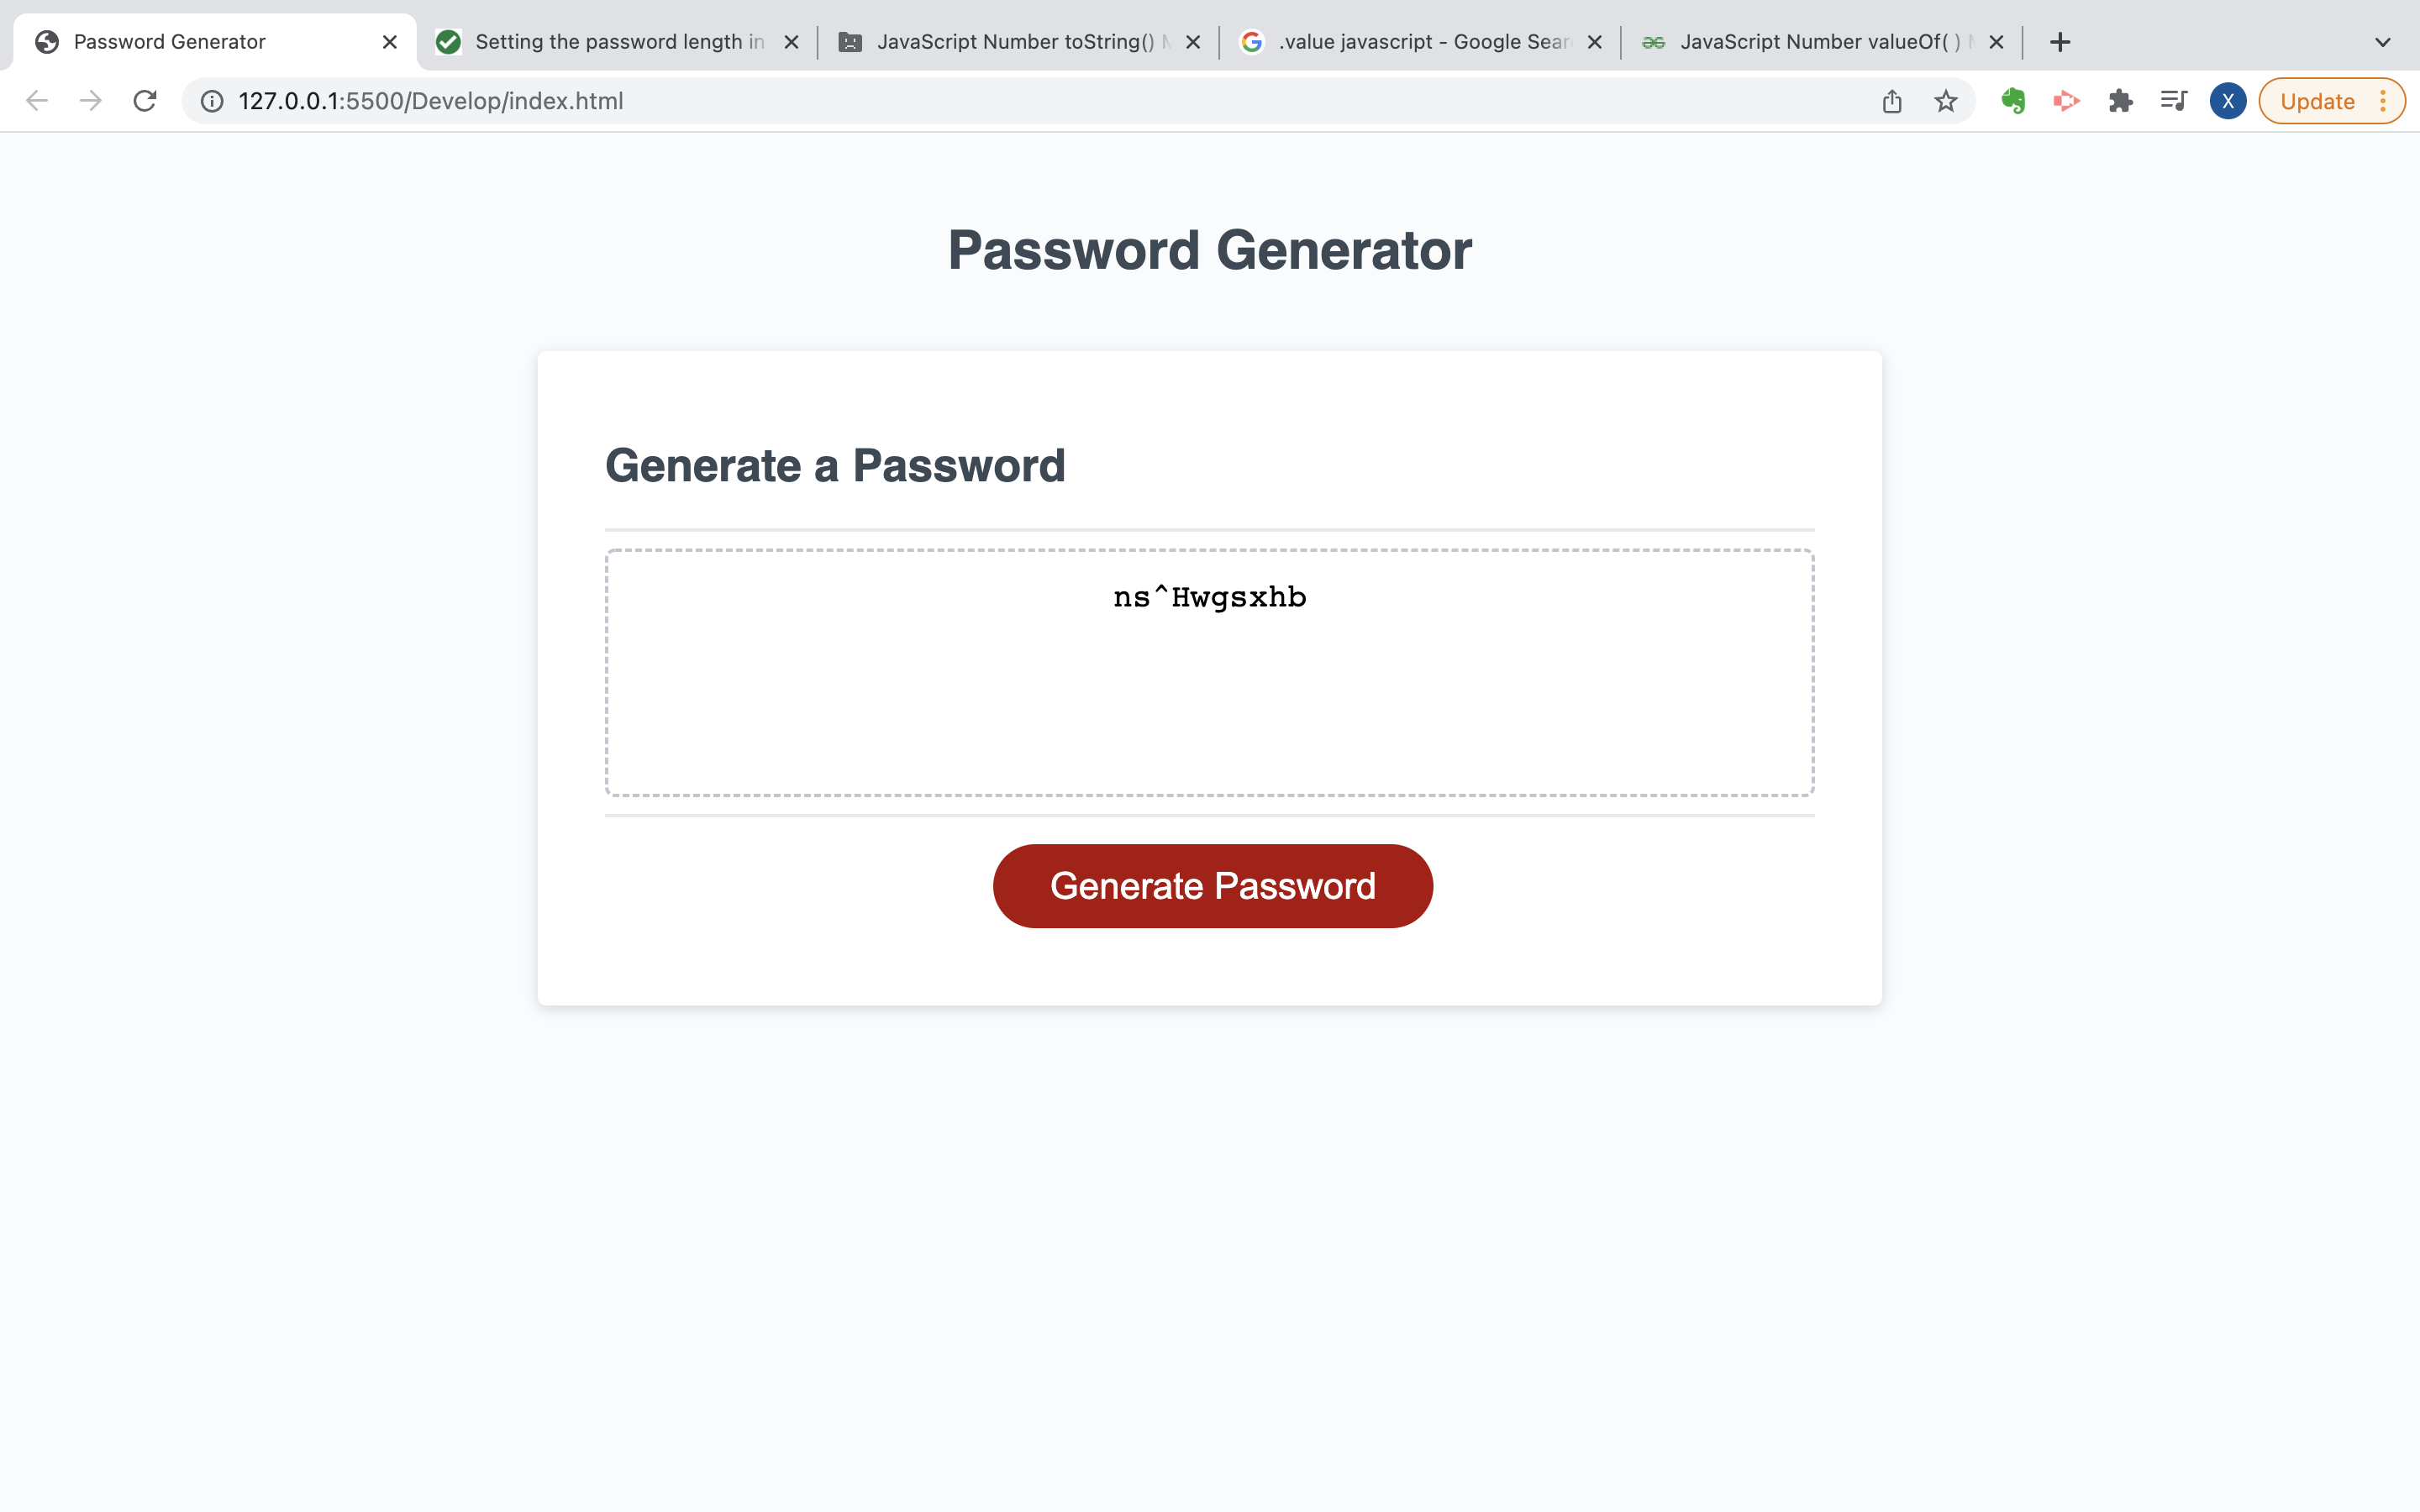 Password Generator
Setting the password length in
JavaScript Number toString()
.value javascript - Google Sear
JavaScript Number valueOf( )
127.0.0.1:5500/Develop/index.html
X
Update
Password Generator
Generate a Password
ns^Hwgsxhb
Generate Password